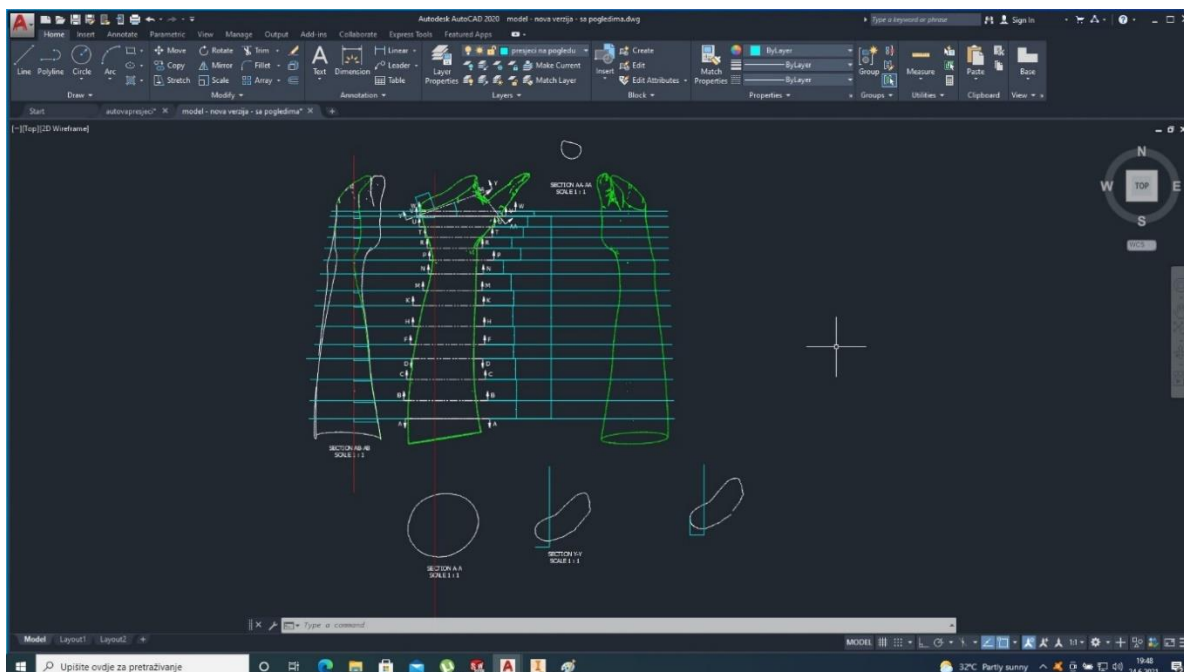 Autodesk AutoCAD 2020 model - nova verzija - sa pogledima.dwg
Type a keyword or phrase
Sign In
Home Insert Annotate Parametric View Manage Output Add-ins Collaborate Express Tools Featured Apps
Line Polyline Circle Arc
Move Rotate Trim
Copy Mirror Fillet
Stretch Scale Array
Text Dimension
Linear
Leader
Table
Layer Properties
presjeci na pogledu
Make Current
Match Layer
Insert
Create
Edit
Edit Attributes
Match Properties
ByLayer
ByLayer
ByLayer
Group
Measure
Paste
Base
Draw Modify Annotation Layers Block Properties Groups Utilities Clipboard View
Start autovapresjeci* model - nova verzija - sa pogledima*
[−][Top][2D Wireframe]
N
W TOP E
S
WCS
SECTION AA-AA
SCALE 1 : 1
Y
W W
T T
R R
P P
N N
M M
K K
H H
F F
D D
C C
B B
A A
SECTION AB-AB
SCALE 1 : 1
SECTION A-A
SCALE 1 : 1
SECTION Y-Y
SCALE 1 : 1
Type a command
Model Layout1 Layout2 +
MODEL
1:1
Upišite ovdje za pretraživanje
32°C Partly sunny
19:48